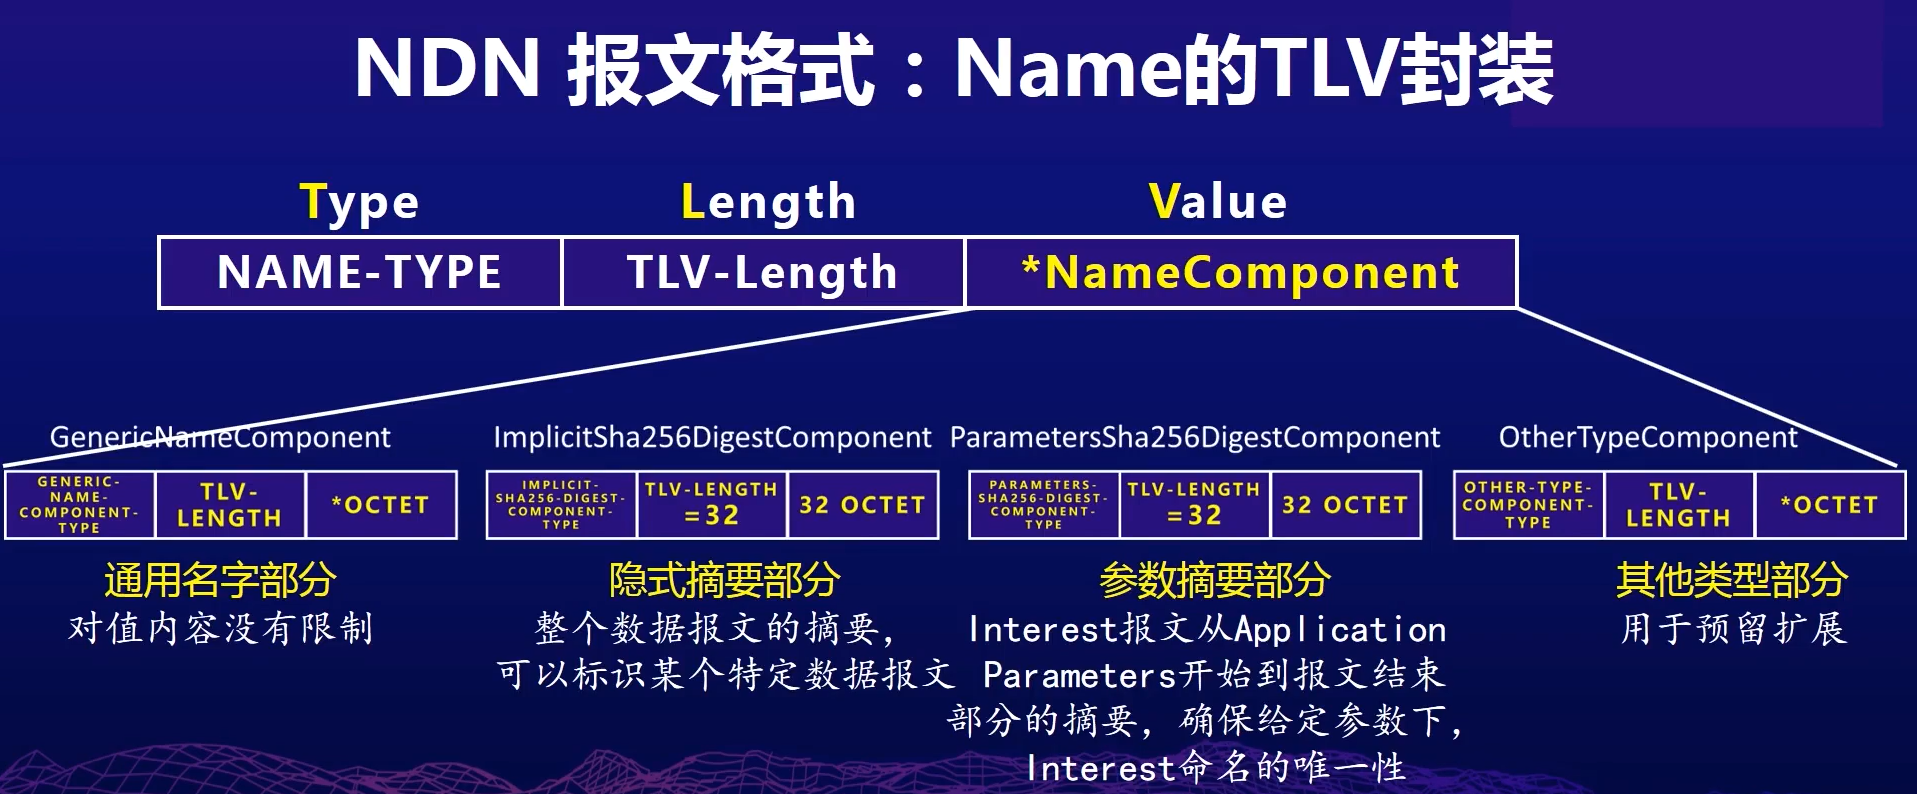 NDN 报文格式：Name的TLV封装
Type Length Value
NAME-TYPE TLV-Length *NameComponent
GenericNameComponent
GENERIC-
NAME-
COMPONENT-
TYPE
TLV-
LENGTH
*OCTET
通用名字部分
对值内容没有限制
ImplicitSha256DigestComponent
IMPLICIT-
SHA256-DIGEST-
COMPONENT-
TYPE
TLV-LENGTH
=32
32 OCTET
隐式摘要部分
整个数据报文的摘要，
可以标识某个特定数据报文
ParametersSha256DigestComponent
PARAMETERS-
SHA256-DIGEST-
COMPONENT-
TYPE
TLV-LENGTH
=32
32 OCTET
参数摘要部分
Interest报文从Application
Parameters开始到报文结束
部分的摘要，确保给定参数下，
Interest命名的唯一性
OtherTypeComponent
OTHER-TYPE-
COMPONENT-
TYPE
TLV-
LENGTH
*OCTET
其他类型部分
用于预留扩展